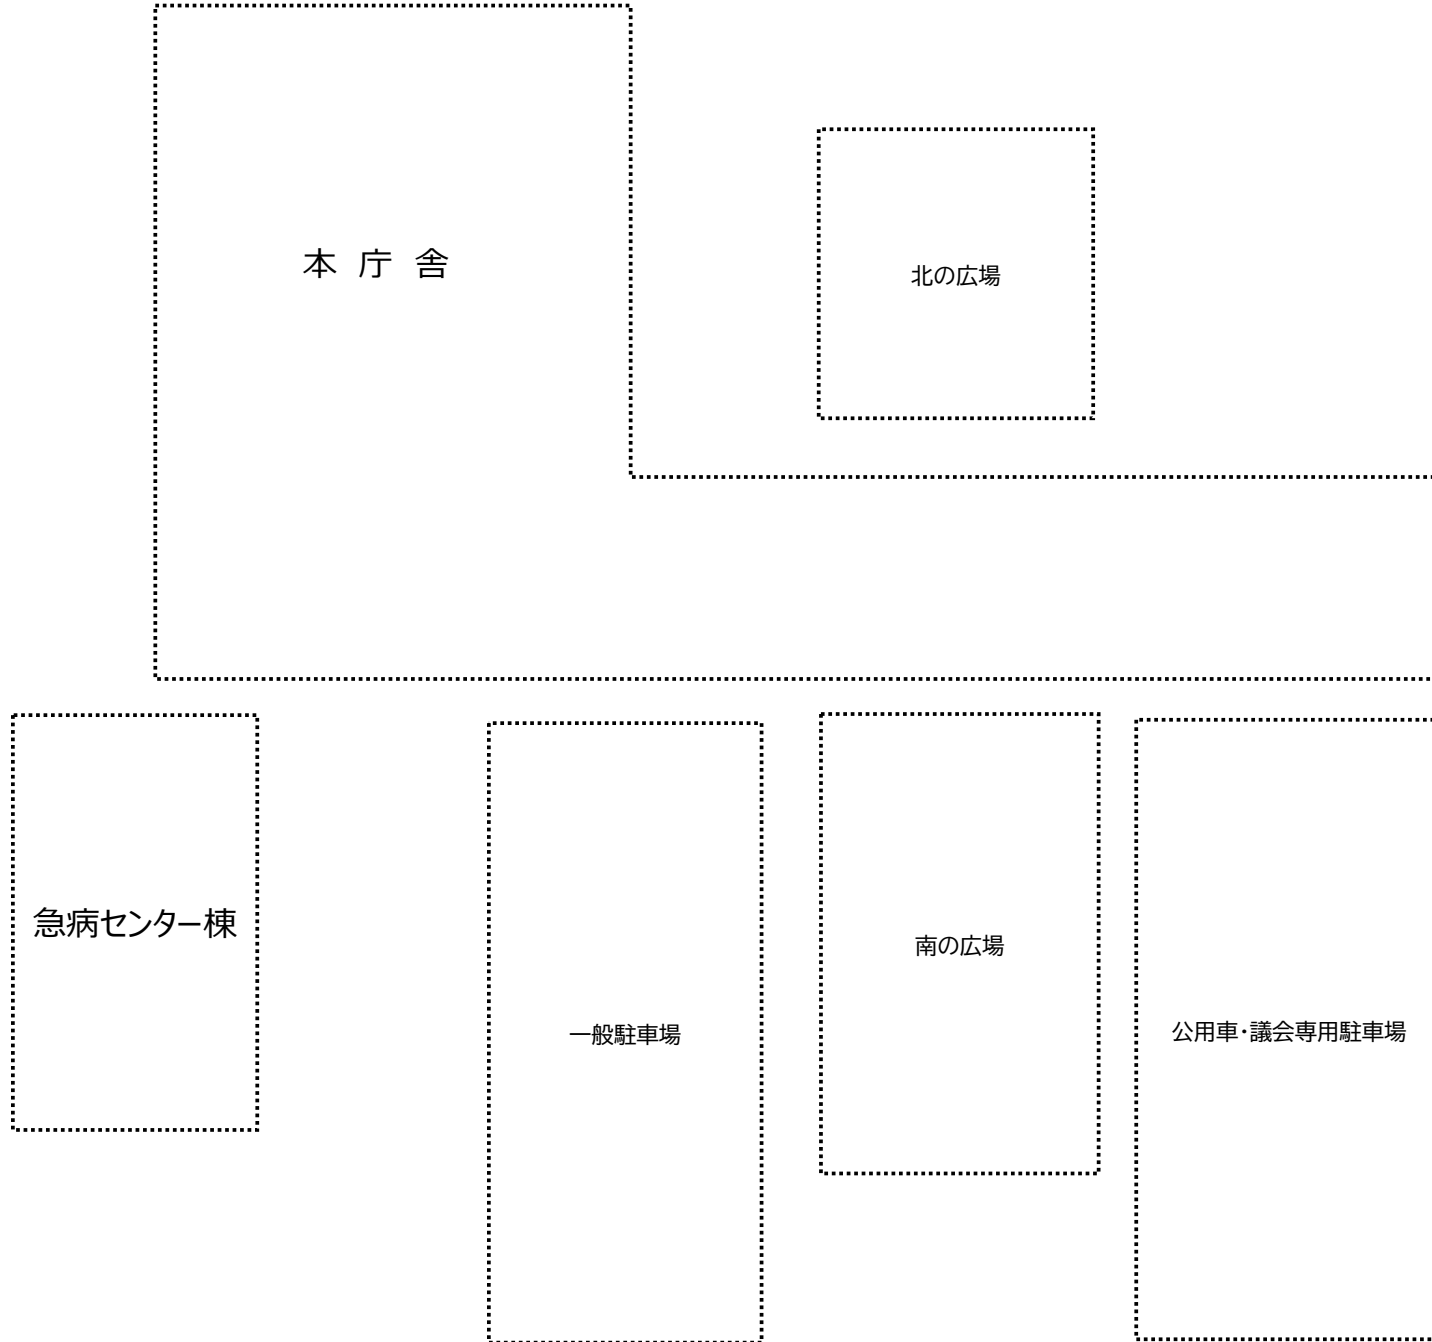 本 庁 舎
北の広場
急病センター棟
南の広場
一般駐車場
公用車・議会専用駐車場